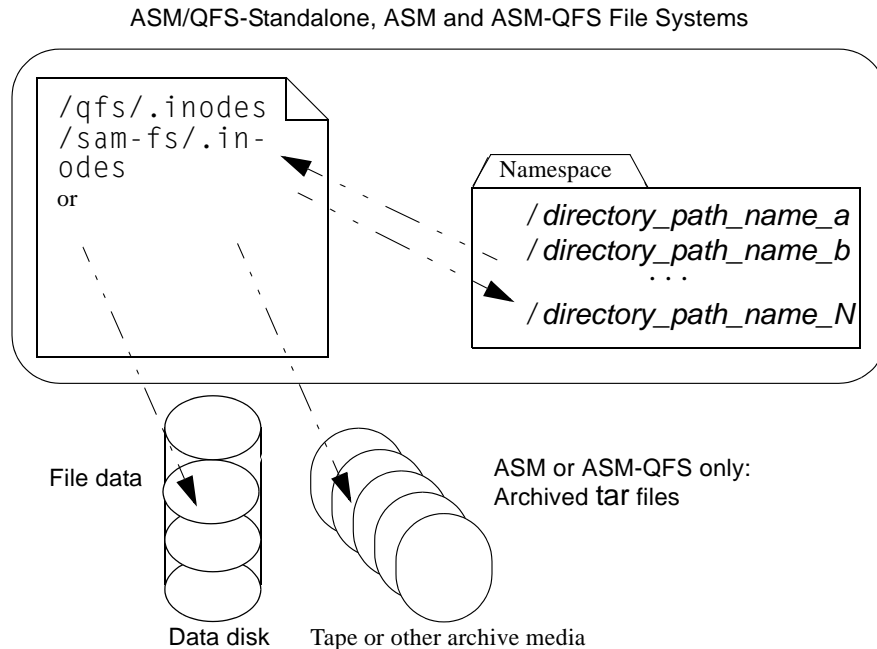 ASM/QFS-Standalone, ASM and ASM-QFS File Systems
/qfs/.inodes
/sam-fs/.in-
odes
or
Namespace
/directory_path_name_a
/directory_path_name_b
. . .
/directory_path_name_N
File data
ASM or ASM-QFS only:
Archived tar files
Data disk
Tape or other archive media